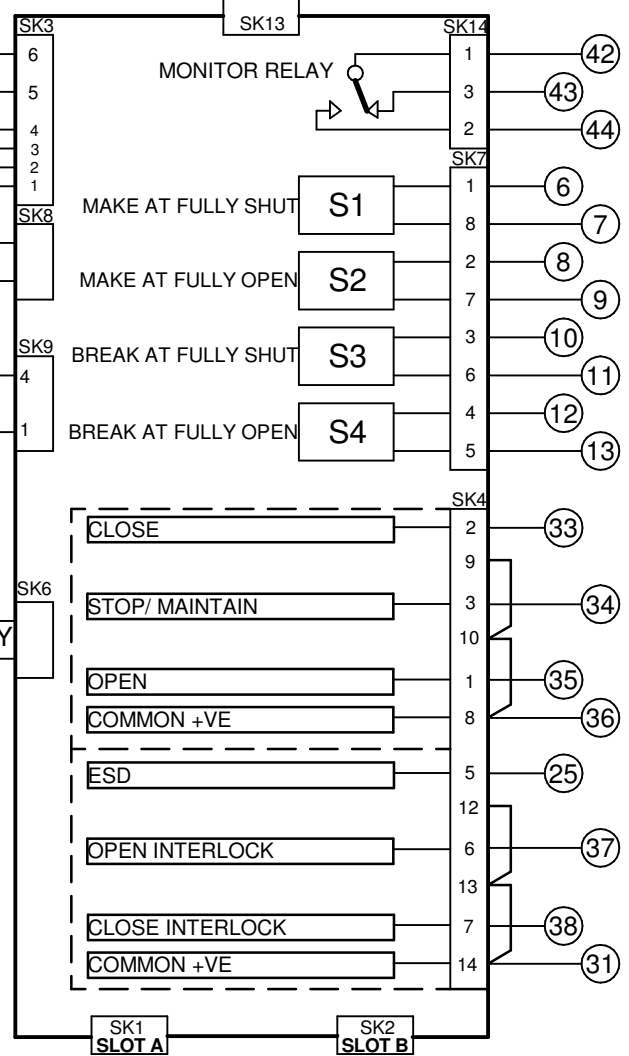 SK13
SK3
SK14
6
MONITOR RELAY
1
42
5
3
43
4
2
44
3
2
1
SK7
MAKE AT FULLY SHUT
S1
1
6
SK8
8
7
MAKE AT FULLY OPEN
S2
2
8
7
9
SK9
BREAK AT FULLY SHUT
S3
3
10
4
6
11
1
BREAK AT FULLY OPEN
S4
4
12
5
13
SK4
CLOSE
2
33
9
SK6
STOP/ MAINTAIN
3
34
Y
10
OPEN
1
35
COMMON +VE
8
36
ESD
5
25
12
OPEN INTERLOCK
6
37
13
CLOSE INTERLOCK
7
38
COMMON +VE
14
31
SK1
SLOT A
SK2
SLOT B